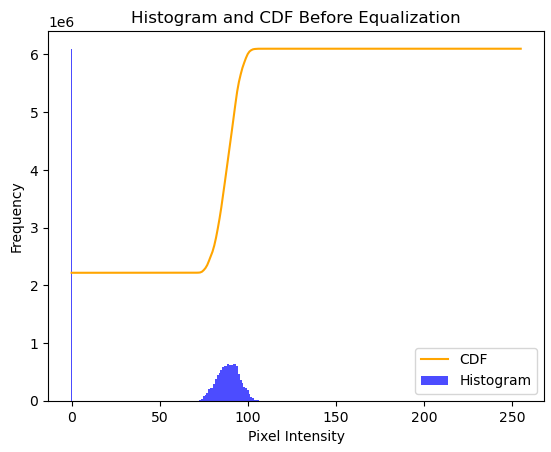 Histogram and CDF Before Equalization
1e6
6
5
4
3
2
1
0
Frequency
0 50 100 150 200 250
Pixel Intensity
CDF
Histogram